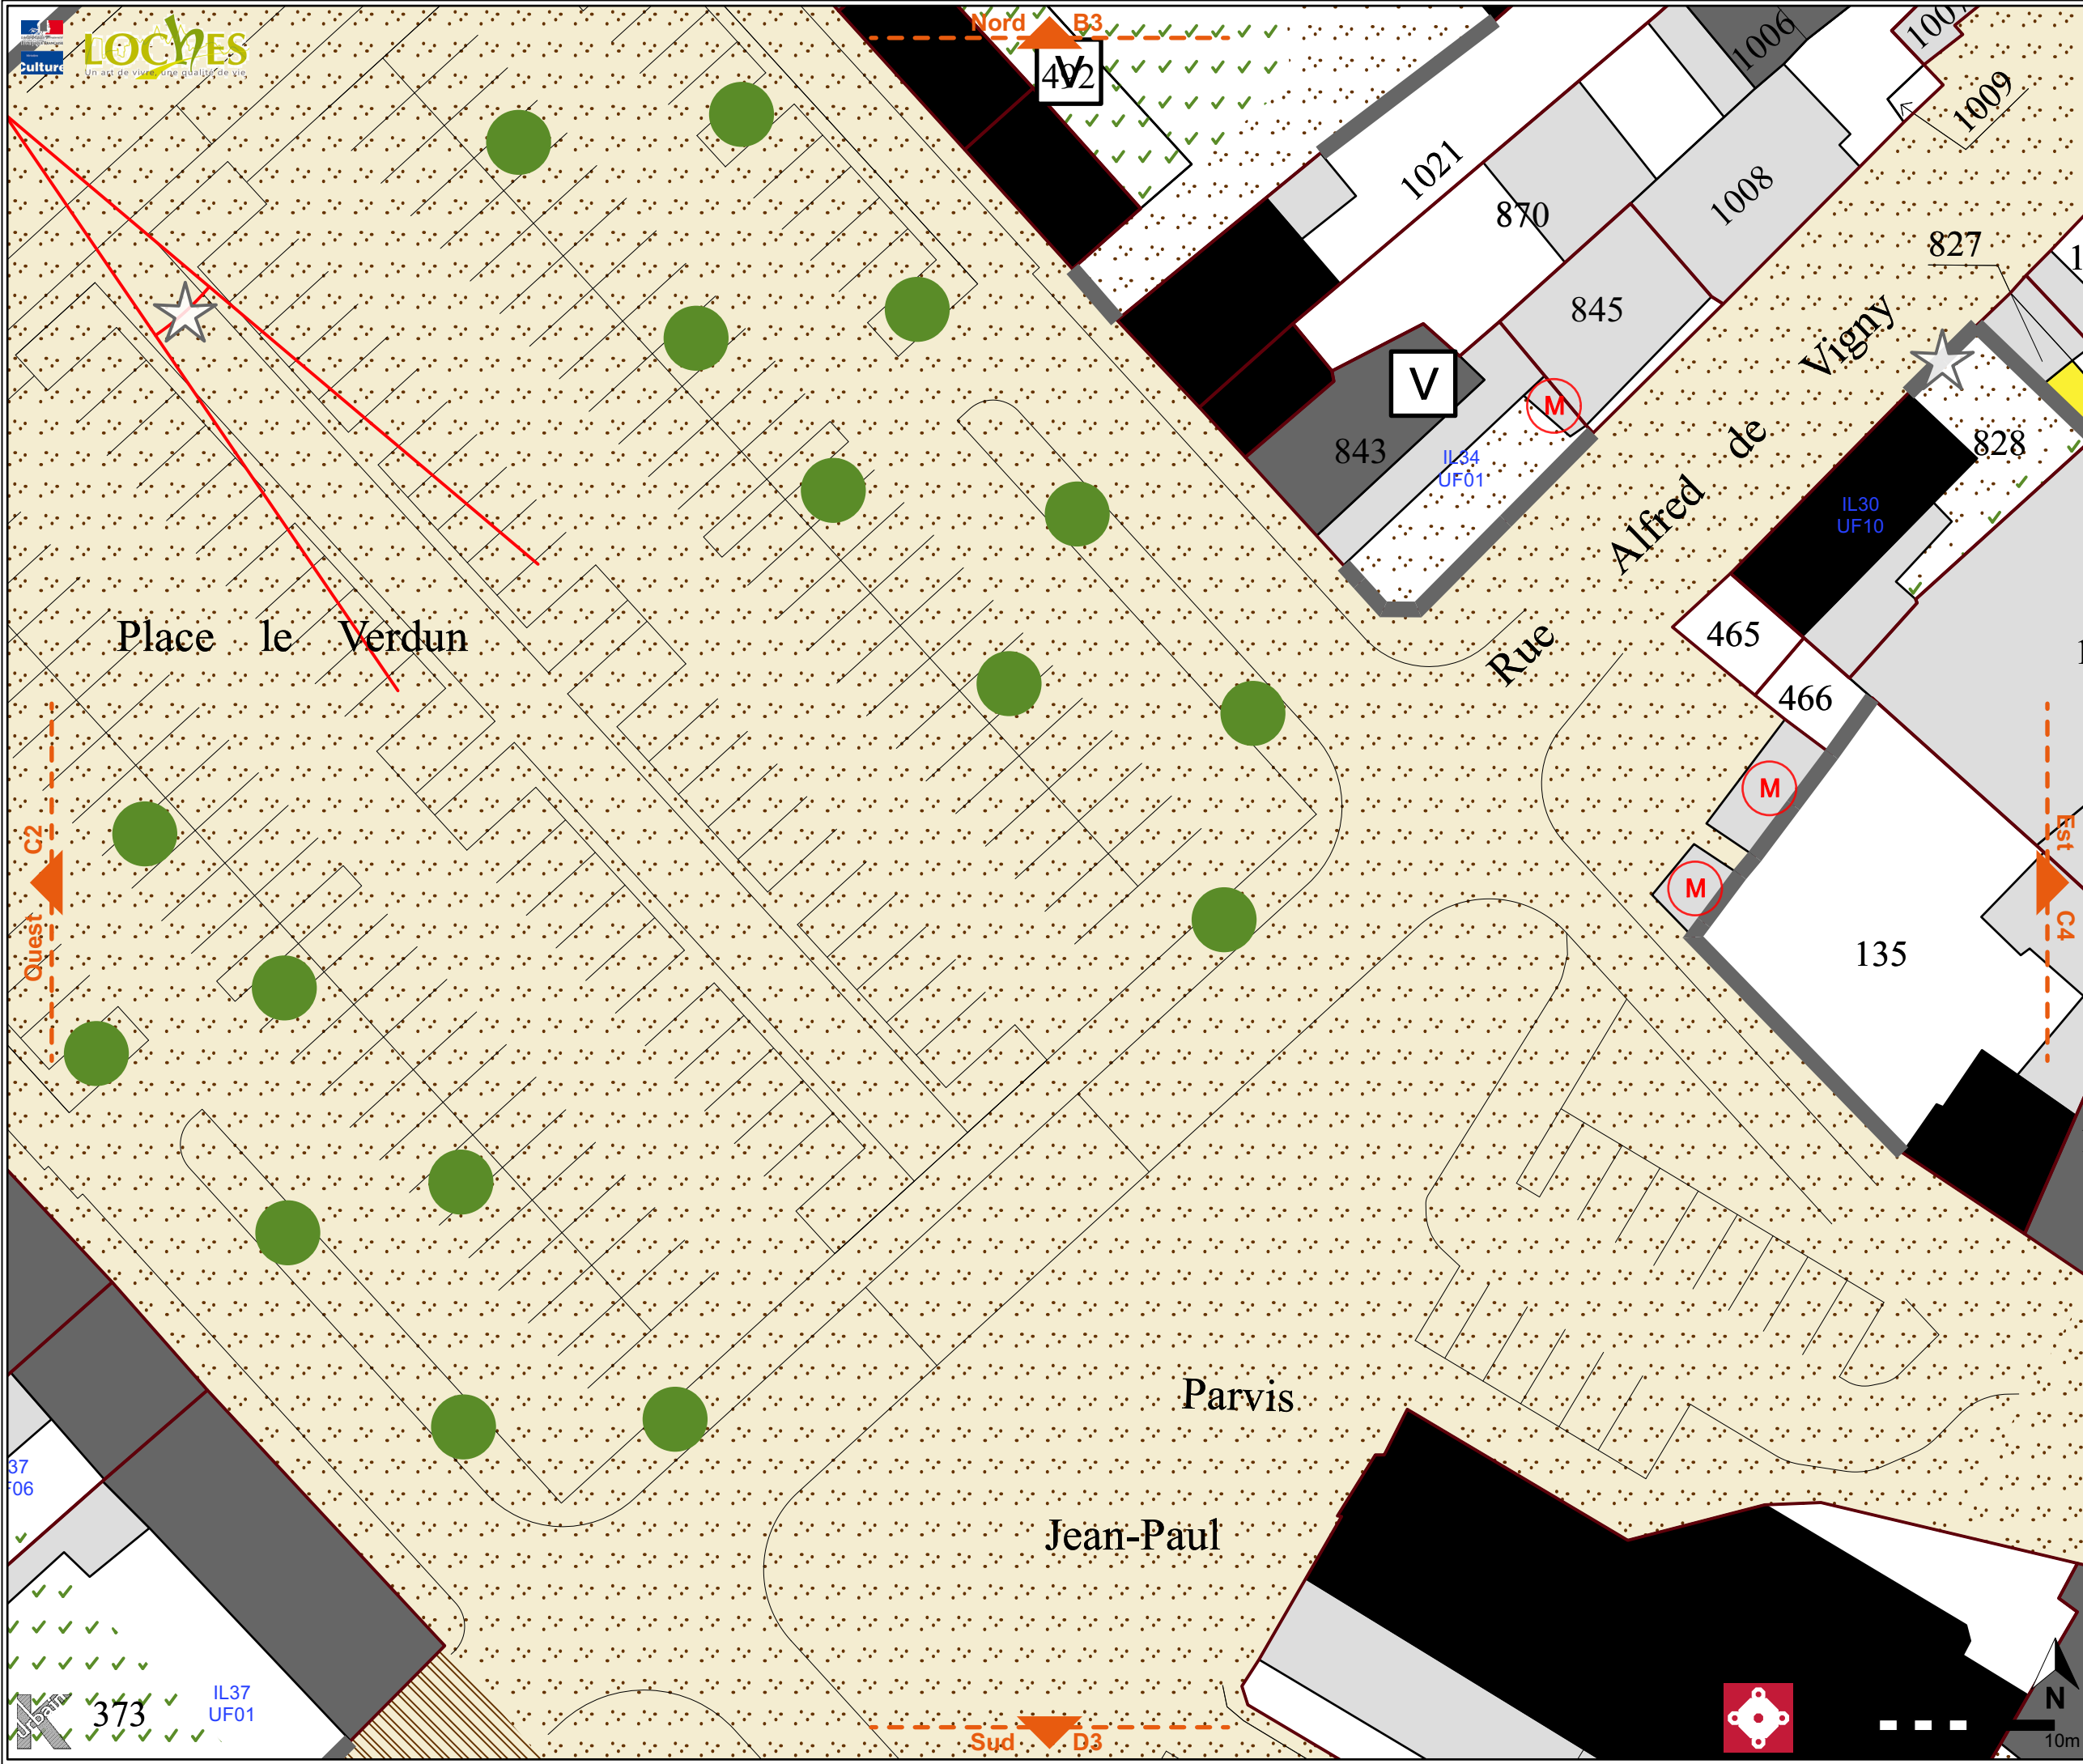 Nord B3
Culture
LOCHES
Un art de vivre, une qualité de vie
V
492
1006
1009
1021
870
1008
827
845
V
843
M
IL34
UF01
828
IL30
UF10
Rue Alfred de Vigny
465
466
Place le Verdun
M
M
Ouest C2
Est C4
135
Parvis
Jean-Paul
37
F06
373
IL37
UF01
Sud D3
N
10m